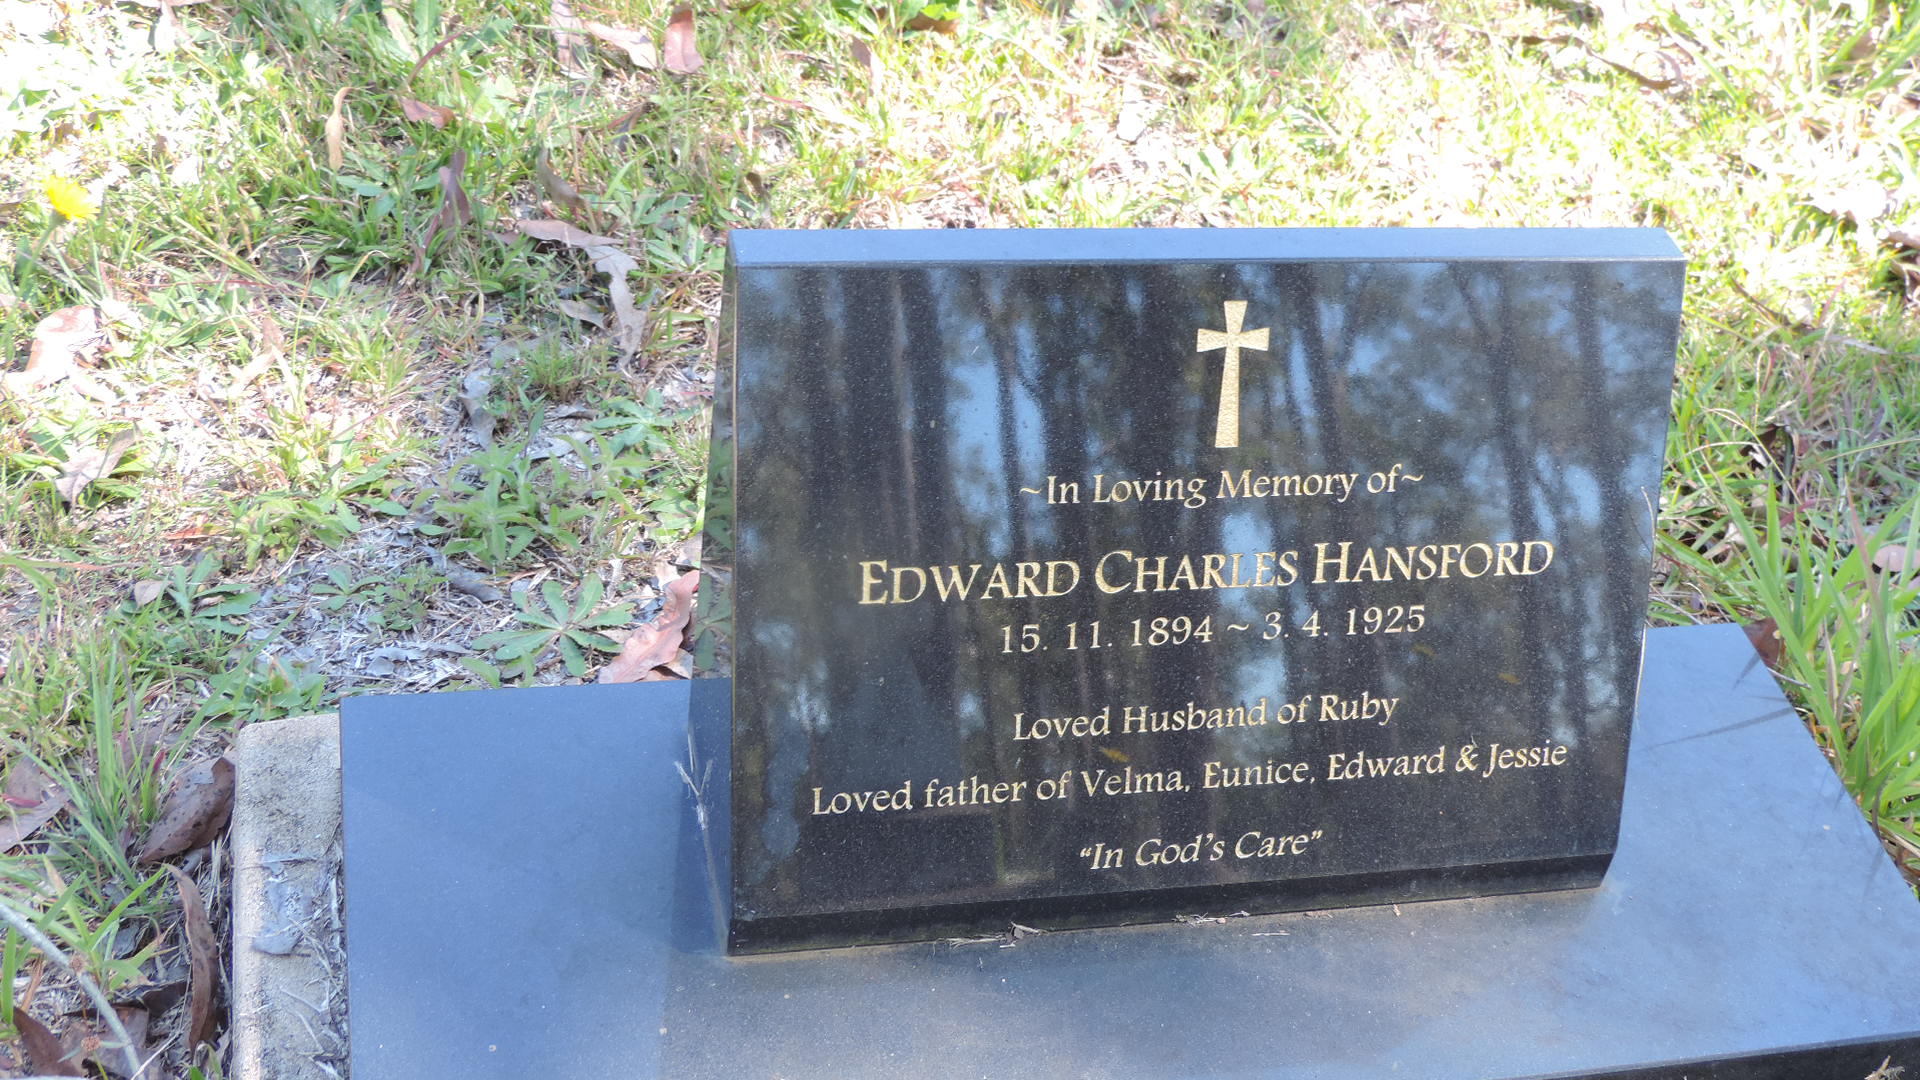 ~In Loving Memory of~
EDWARD CHARLES HANSFORD
15. 11. 1894 ~ 3. 4. 1925
Loved Husband of Ruby
Loved father of Velma, Eunice, Edward & Jessie
"In God's Care"